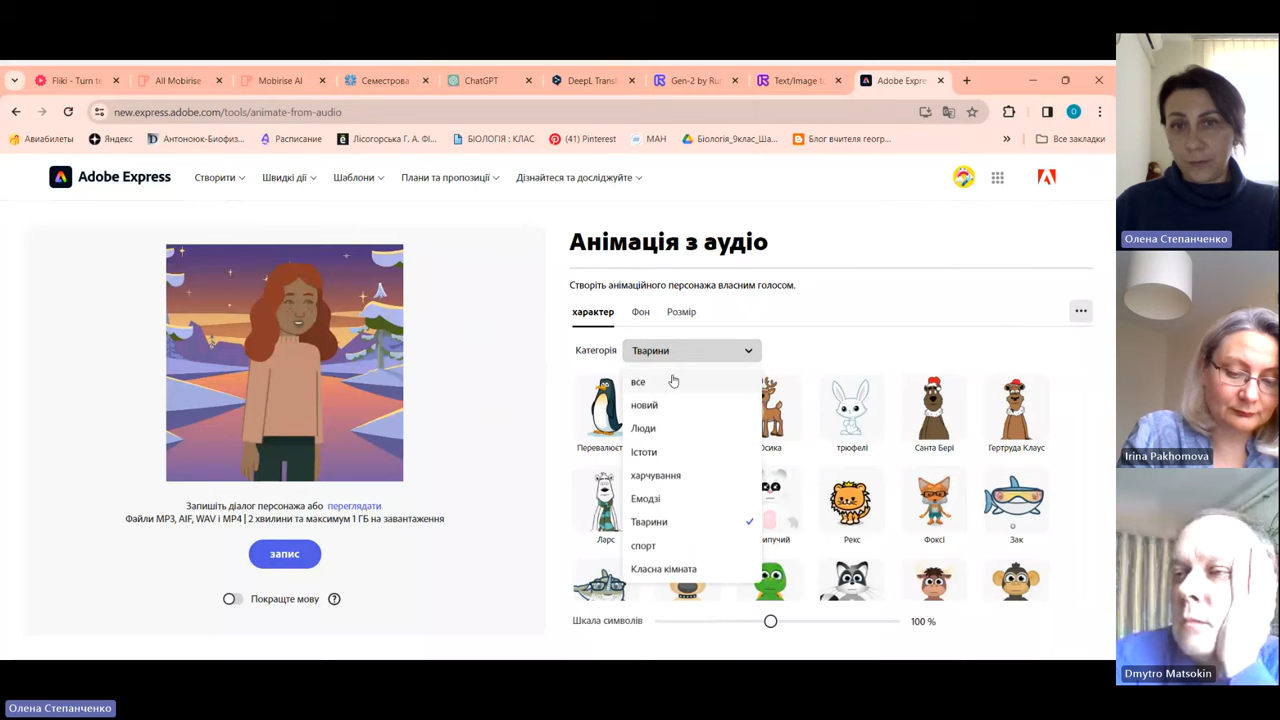 Fliki - Turn te
All Mobirise
Mobirise AI
Семестрова
ChatGPT
DeepL Transl
Gen-2 by Ru
Text/Image t
Adobe Expre
new.express.adobe.com/tools/animate-from-audio
Авиабилеты
Яндекс
Антонюк-Биофиз...
Расписание
Лісогорська Г. А. Фі...
БІОЛОГІЯ : КЛАС
(41) Pinterest
МАН
Біологія_9клас_Ша...
Блог вчителя геогр...
»
Все закладки
Adobe Express
Створити
Швидкі дії
Шаблони
Плани та пропозиції
Дізнайтеся та досліджуйте
Анімація з аудіо
Створіть анімаційного персонажа власним голосом.
характер
Фон
Розмір
Категорія
Тварини
все
новий
Люди
Істоти
харчування
Емодзі
Тварини
спорт
Класна кімната
Перевалюєт
трюфелі
Санта Бері
Гертруда Клаус
Ларс
Рекс
Фоксі
Зак
Шкала символів
100 %
Запишіть діалог персонажа або переглядати
Файли MP3, AIF, WAV і MP4 | 2 хвилини та максимум 1 ГБ на завантаження
запис
Покращте мову
Олена Степанченко
Irina Pakhomova
Dmytro Matsokin
Олена Степанченко